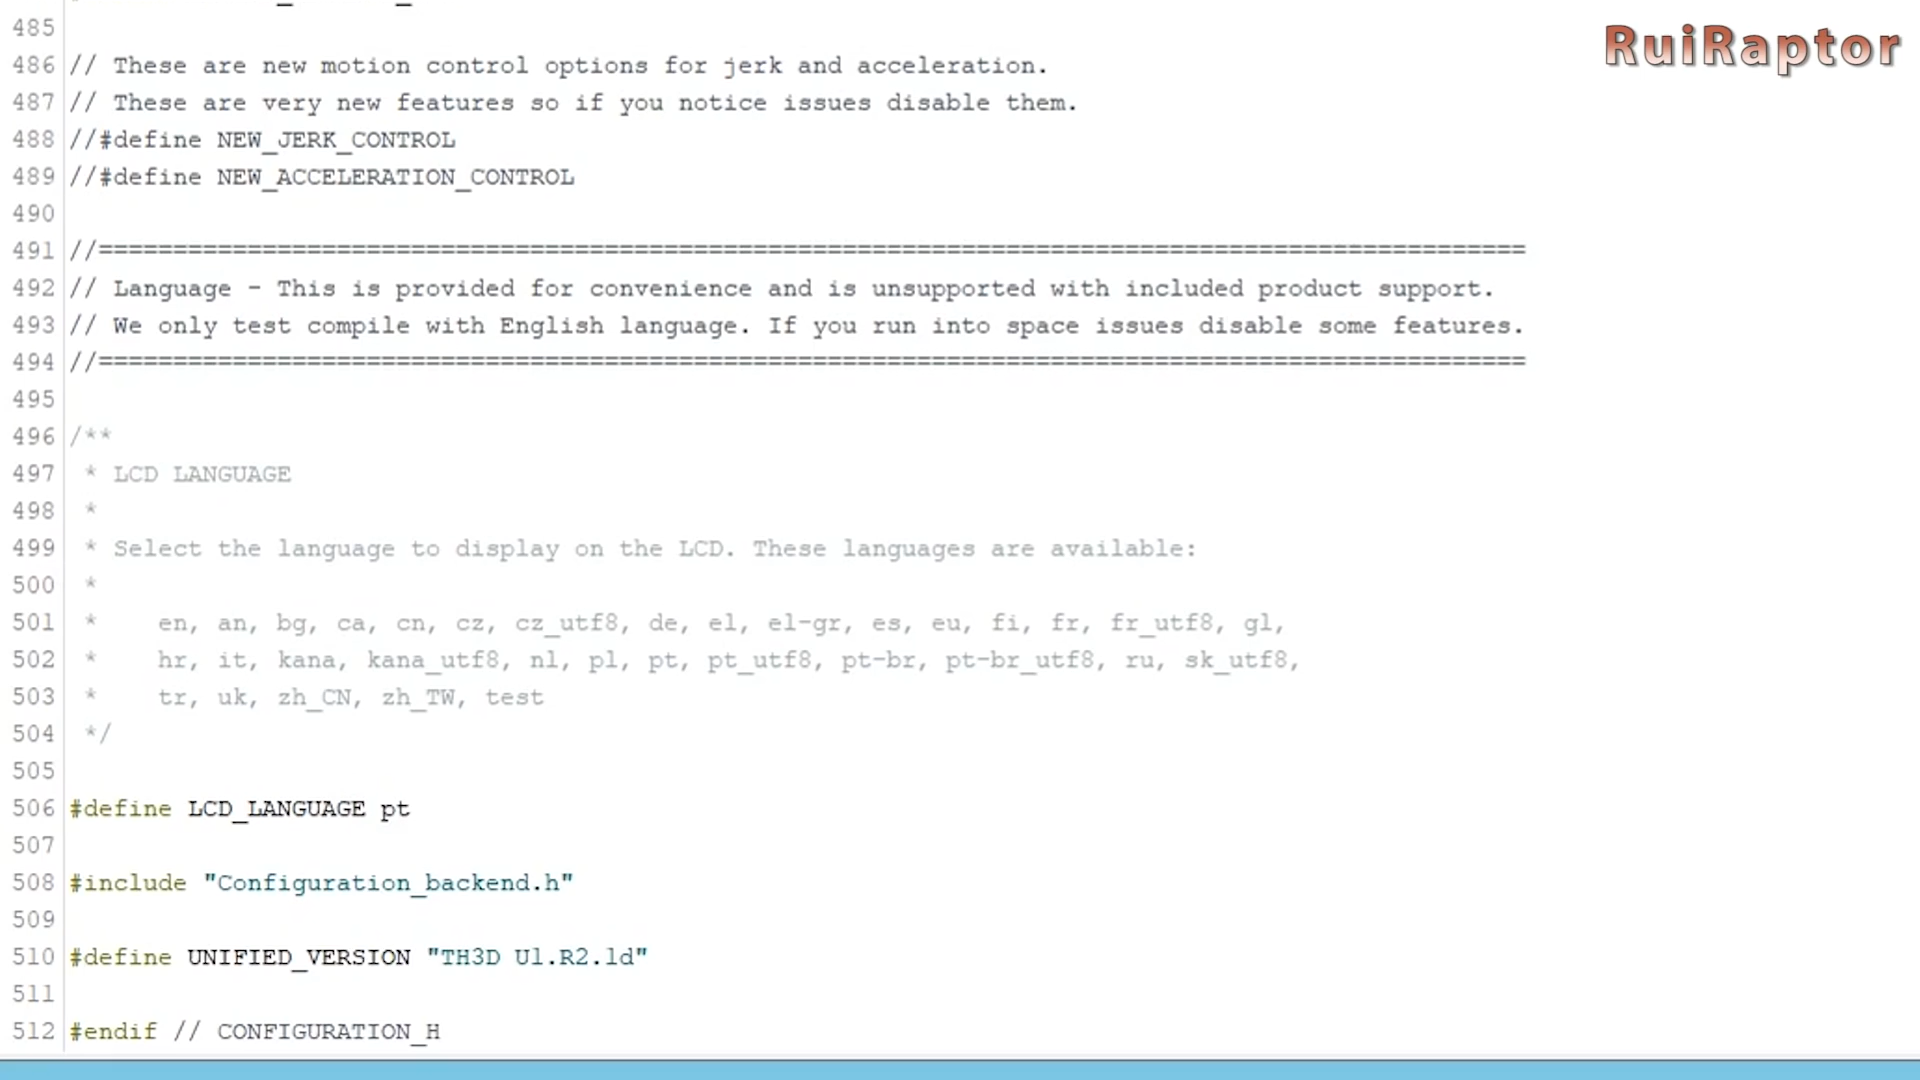 RuiRaptor
485
486 // These are new motion control options for jerk and acceleration.
487 // These are very new features so if you notice issues disable them.
488 //#define NEW_JERK_CONTROL
489 //#define NEW_ACCELERATION_CONTROL
490
491 //================================================================================================
492 // Language - This is provided for convenience and is unsupported with included product support.
493 // We only test compile with English language. If you run into space issues disable some features.
494 //================================================================================================
495
496 /**
497 * LCD LANGUAGE
498 *
499 * Select the language to display on the LCD. These languages are available:
500 *
501 * en, an, bg, ca, cn, cz, cz_utf8, de, el, el-gr, es, eu, fi, fr, fr_utf8, gl,
502 * hr, it, kana, kana_utf8, nl, pl, pt, pt_utf8, pt-br, pt-br_utf8, ru, sk_utf8,
503 * tr, uk, zh_CN, zh_TW, test
504 */
505
506 #define LCD_LANGUAGE pt
507
508 #include "Configuration_backend.h"
509
510 #define UNIFIED_VERSION "TH3D U1.R2.1d"
511
512 #endif // CONFIGURATION_H